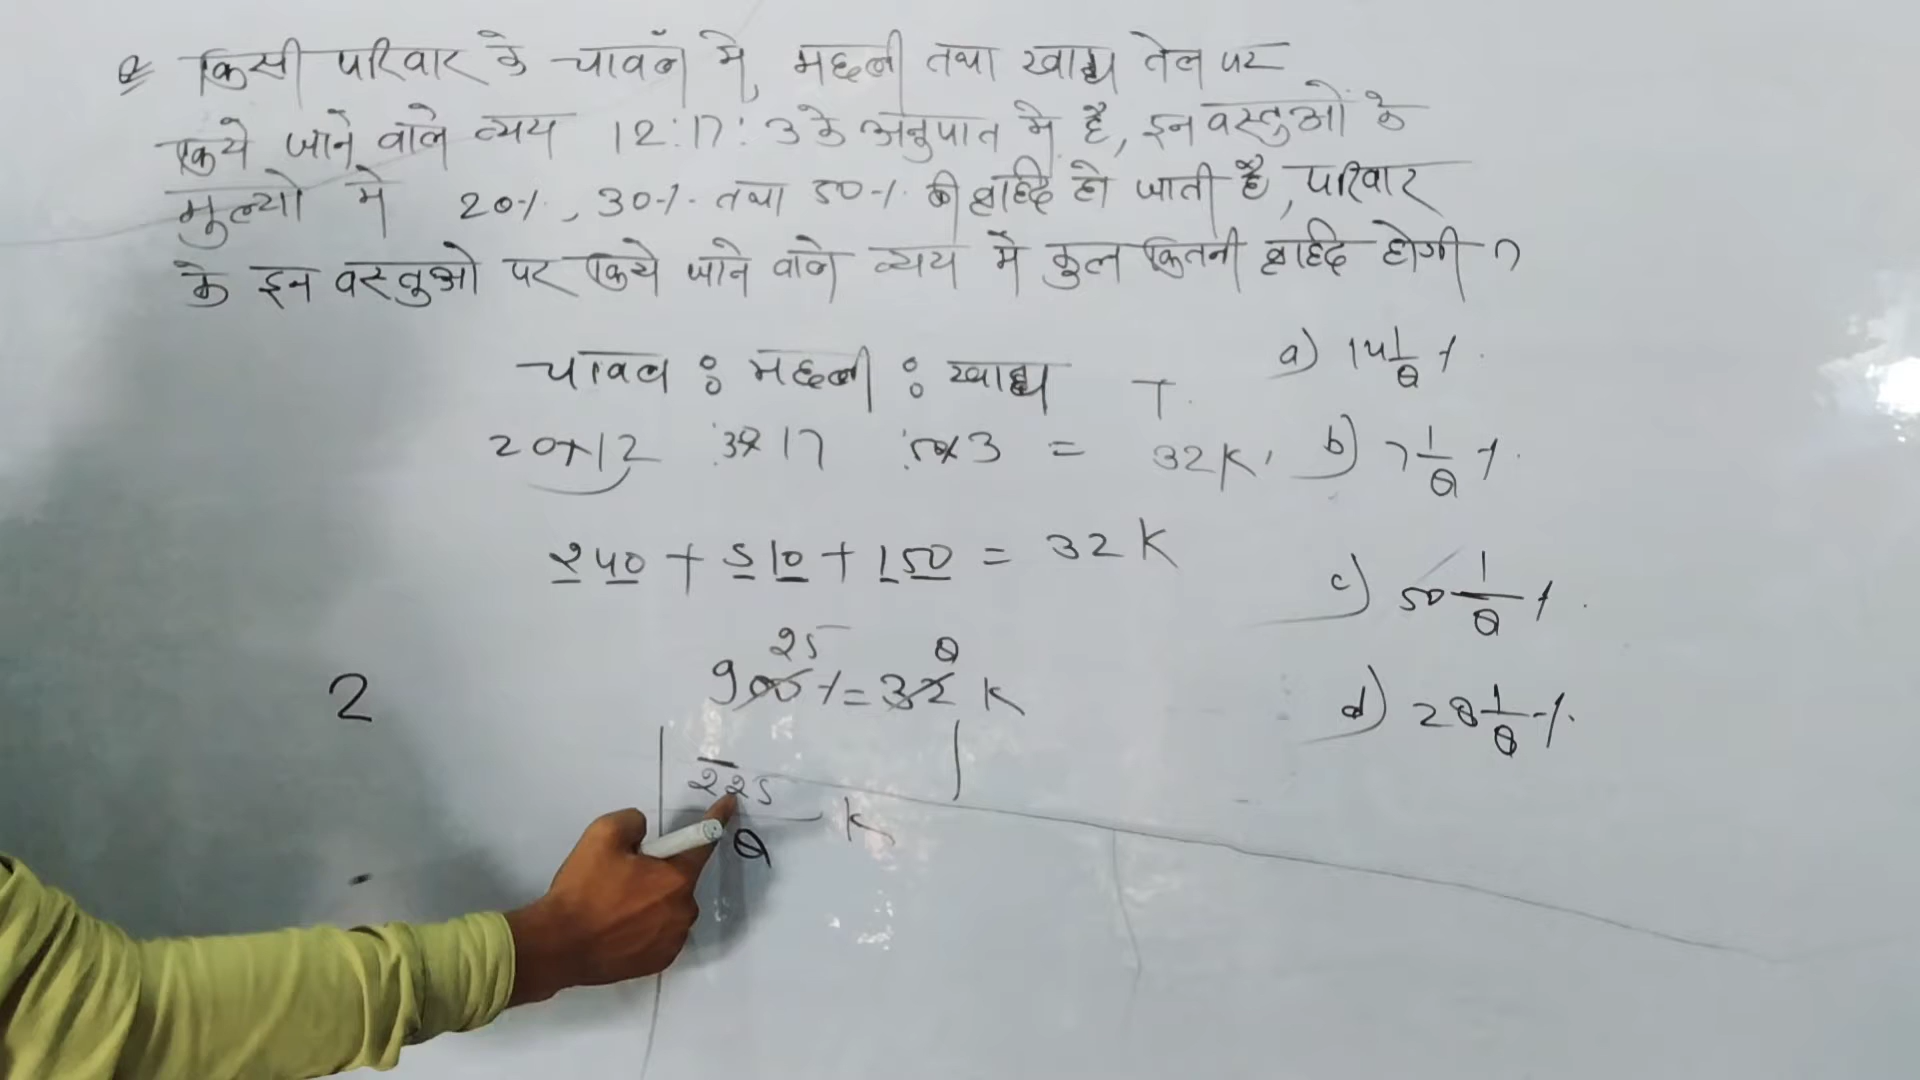 Q किसी परिवार के चावल में, मछली तथा खाद्य तेल पर
किये जाने वाले व्यय 12:17:3 के अनुपात में है, इन वस्तुओं के
मुल्यो में 20%, 30% तथा 50% की वृद्धि हो जाती है, परिवार
के इन वस्तुओ पर किये जाने वाले व्यय में कुल कितनी वृद्धि होगी ?
चावल : मछली : खाद्य T
20×12 : 30×17 : 50×3 = 32K
240 + 510 + 150 = 32K
25 8
900% = 32 K
225/8 K
2
a) 14 1/8 %
b) 7 1/8 %
c) 50 1/8 %
d) 28 1/8 %